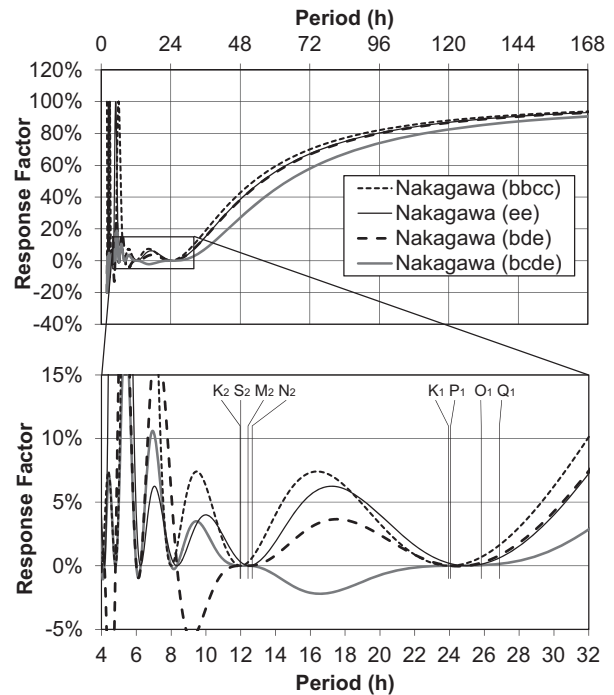 Period (h)
0 24 48 72 96 120 144 168
120%
100%
80%
60%
40%
20%
0%
-20%
-40%
Response Factor
Nakagawa (bbcc)
Nakagawa (ee)
Nakagawa (bde)
Nakagawa (bcde)
15%
10%
5%
0%
-5%
Response Factor
K2 S2 M2 N2 K1 P1 O1 Q1
4 6 8 10 12 14 16 18 20 22 24 26 28 30 32
Period (h)